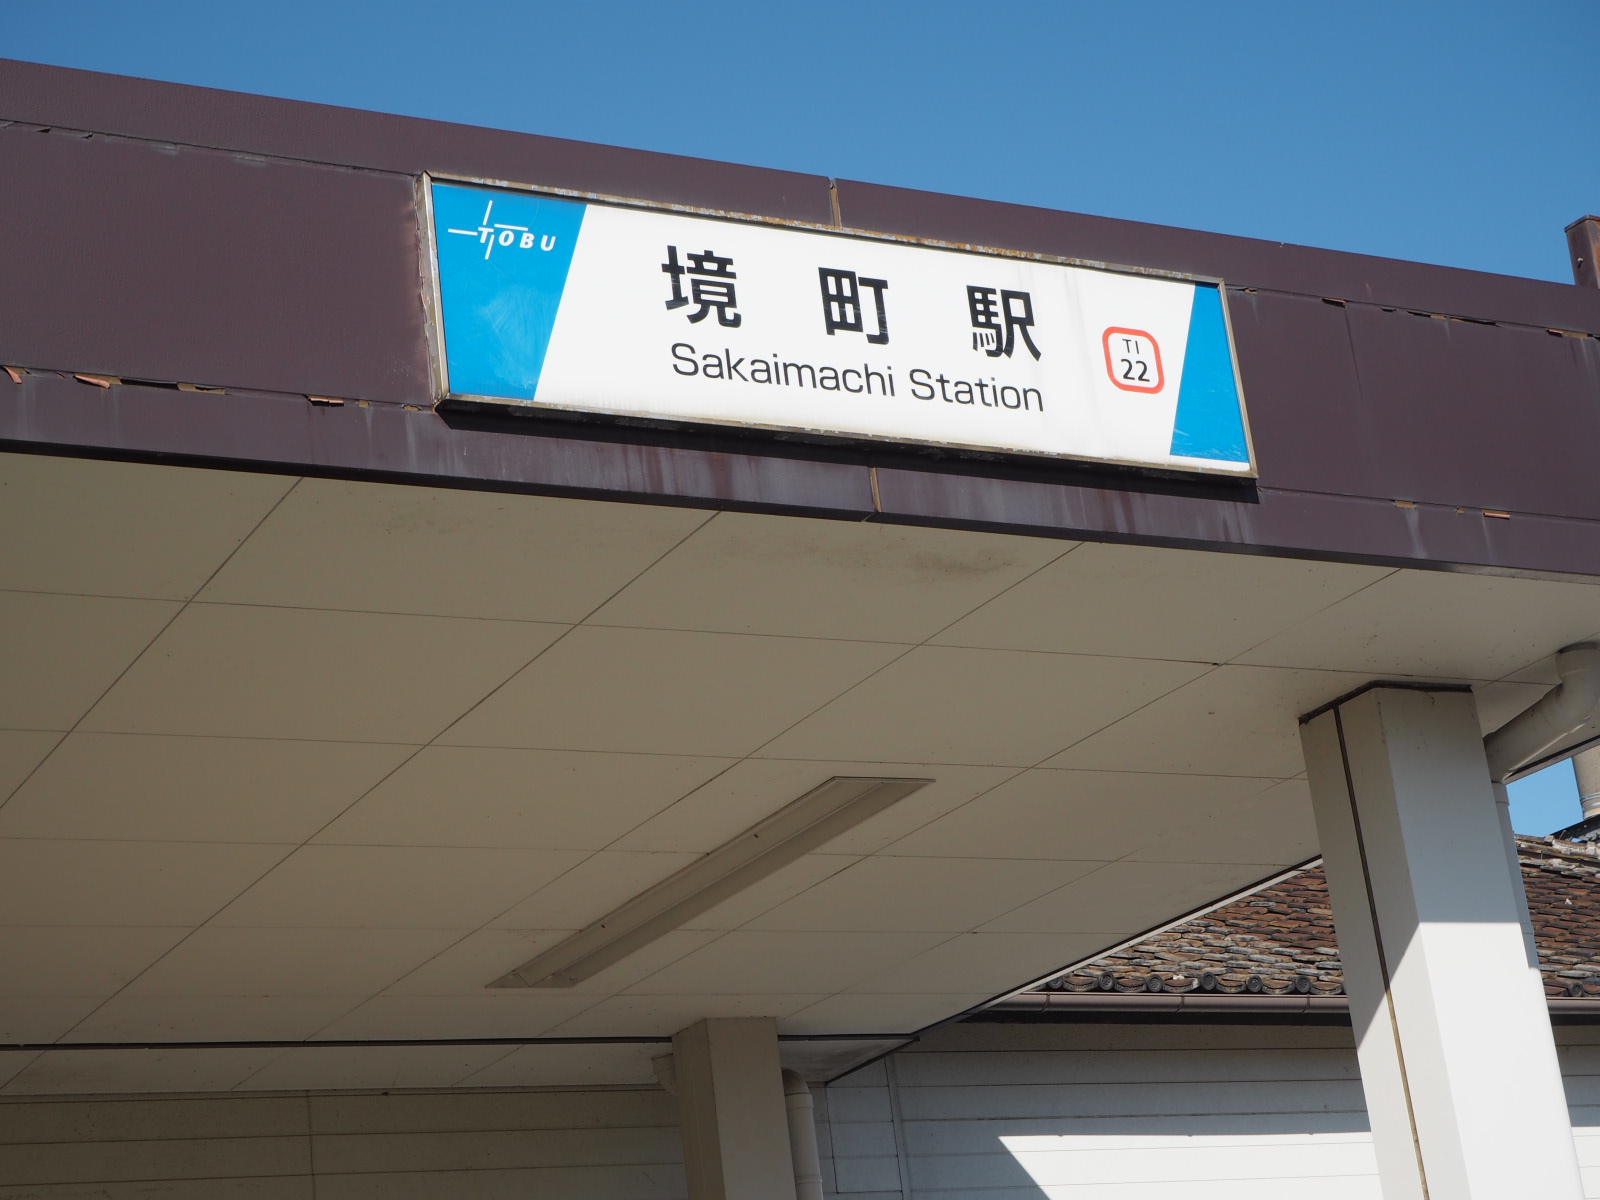 TOBU
境町駅
Sakaimachi Station
TI
22